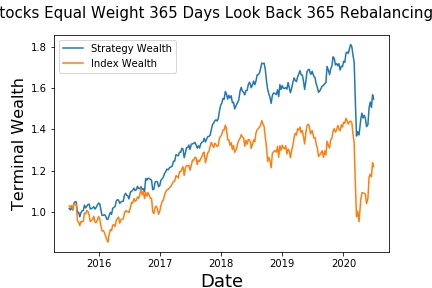 tocks Equal Weight 365 Days Look Back 365 Rebalancing
Strategy Wealth
Index Wealth
Terminal Wealth
1.8
1.6
1.4
1.2
1.0
2016 2017 2018 2019 2020
Date